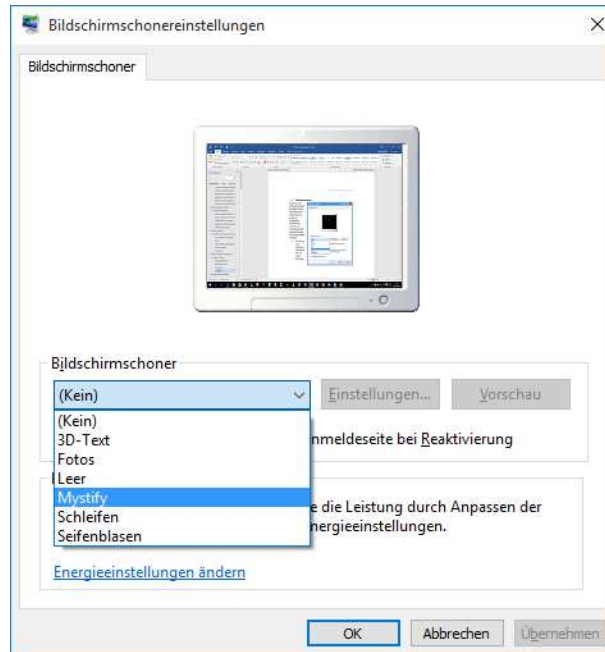 Bildschirmschonereinstellungen
Bildschirmschoner
Bildschirmschoner
(Kein)
Einstellungen...
Vorschau
(Kein)
3D-Text
nmeldeseite bei Reaktivierung
Fotos
Leer
Mystify
e die Leistung durch Anpassen der
Schleifen
nergieeinstellungen.
Seifenblasen
Energieeinstellungen ändern
OK
Abbrechen
Übernehmen